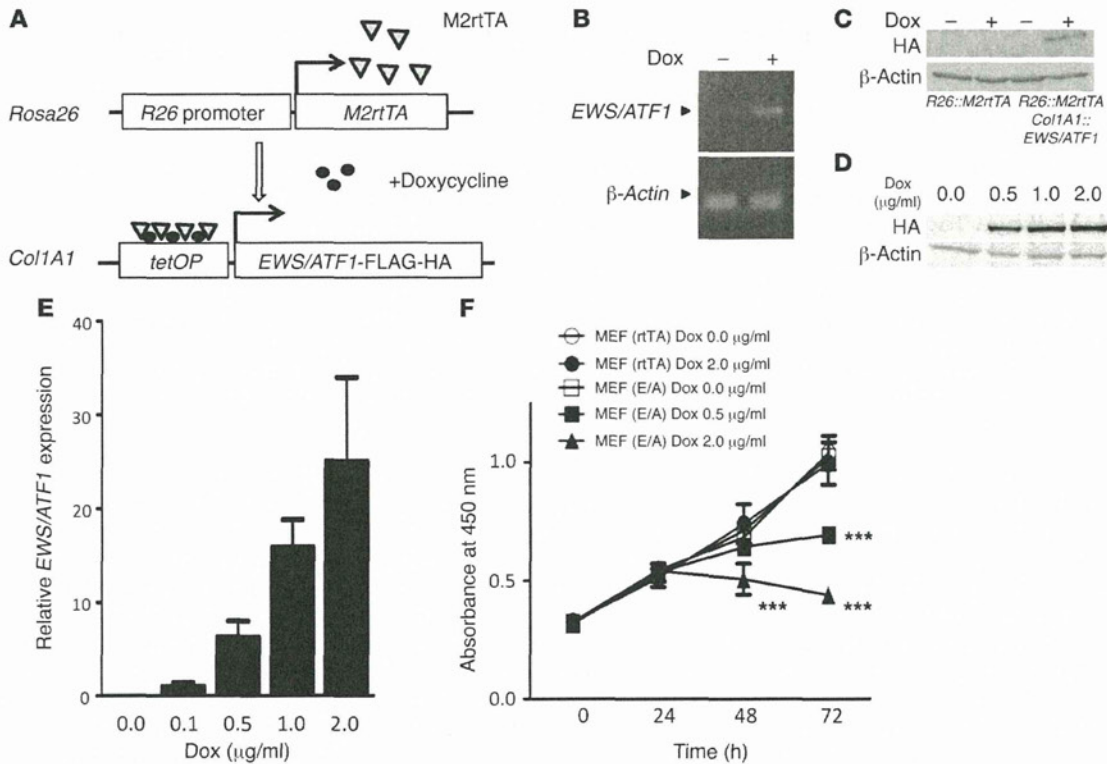 A
M2rtTA
Rosa26
R26 promoter
M2rtTA
+Doxycycline
Col1A1
tetOP
EWS/ATF1-FLAG-HA
B
Dox
– +
EWS/ATF1
β-Actin
C
Dox – + – +
HA
β-Actin
R26::M2rtTA
R26::M2rtTA
Col1A1::
EWS/ATF1
D
Dox
(μg/ml)
0.0 0.5 1.0 2.0
HA
β-Actin
E
Relative EWS/ATF1 expression
40
30
20
10
0
0.0 0.1 0.5 1.0 2.0
Dox (μg/ml)
F
MEF (rtTA) Dox 0.0 μg/ml
MEF (rtTA) Dox 2.0 μg/ml
MEF (E/A) Dox 0.0 μg/ml
MEF (E/A) Dox 0.5 μg/ml
MEF (E/A) Dox 2.0 μg/ml
Absorbance at 450 nm
1.0
0.5
0.0
***
*** ***
0 24 48 72
Time (h)